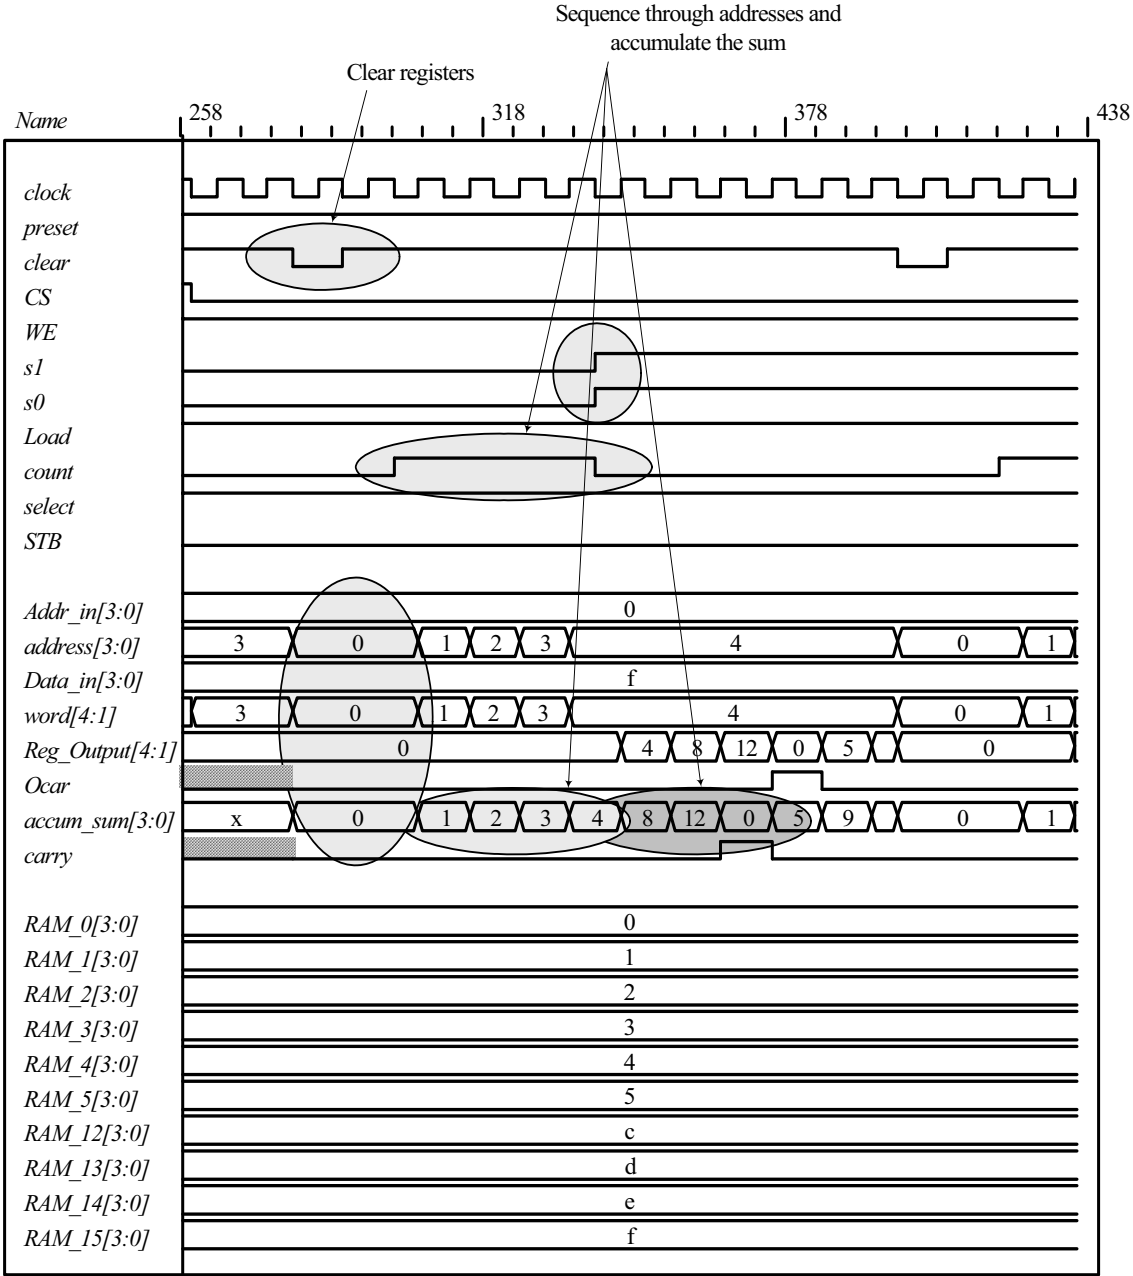 Sequence through addresses and
accumulate the sum
Clear registers
Name 258 318 378 438
clock
preset
clear
CS
WE
s1
s0
Load
count
select
STB
Addr_in[3:0] 0
address[3:0] 3 0 1 2 3 4 0 1
Data_in[3:0] f
word[4:1] 3 0 1 2 3 4 0 1
Reg_Output[4:1] 0 4 8 12 0 5 0
Ocar
accum_sum[3:0] x 0 1 2 3 4 8 12 0 5 9 0 1
carry
RAM_0[3:0] 0
RAM_1[3:0] 1
RAM_2[3:0] 2
RAM_3[3:0] 3
RAM_4[3:0] 4
RAM_5[3:0] 5
RAM_12[3:0] c
RAM_13[3:0] d
RAM_14[3:0] e
RAM_15[3:0] f